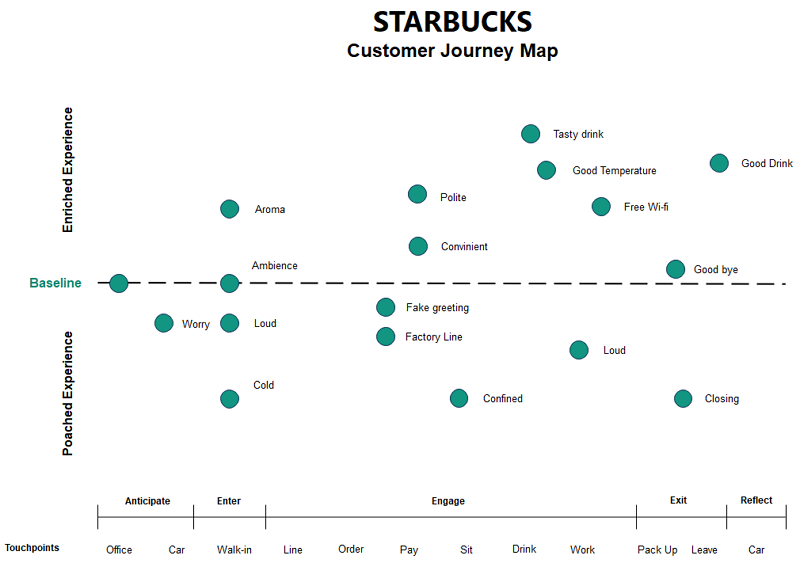 STARBUCKS
Customer Journey Map
Enriched Experience
Tasty drink
Good Drink
Good Temperature
Polite
Free Wi-fi
Aroma
Convinient
Ambience
Good bye
Baseline
Fake greeting
Worry
Loud
Factory Line
Loud
Poached Experience
Cold
Confined
Closing
Anticipate
Enter
Engage
Exit
Reflect
Touchpoints
Office
Car
Walk-in
Line
Order
Pay
Sit
Drink
Work
Pack Up
Leave
Car